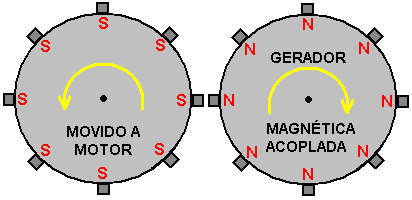 S
S S
S S
MOVIDO A
MOTOR
S S
S
N
N N
GERADOR
N N
MAGNÉTICA
ACOPLADA
N N
N